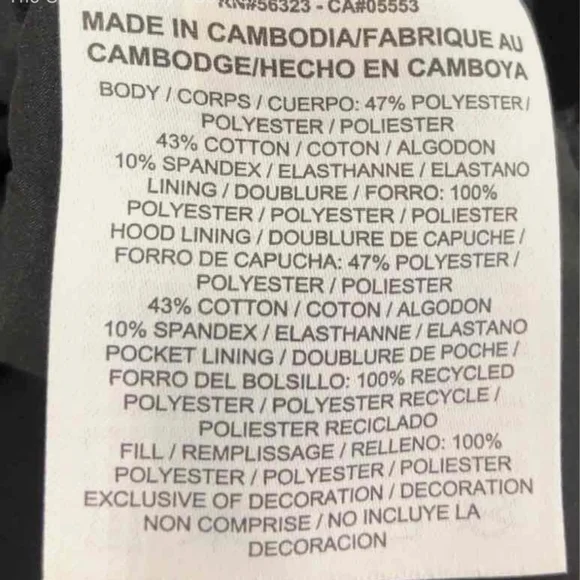 RN#56323 - CA#05553
MADE IN CAMBODIA/FABRIQUE AU
CAMBODGE/HECHO EN CAMBOYA
BODY / CORPS / CUERPO: 47% POLYESTER /
POLYESTER / POLIESTER
43% COTTON / COTON / ALGODON
10% SPANDEX / ELASTHANNE / ELASTANO
LINING / DOUBLURE / FORRO: 100%
POLYESTER / POLYESTER / POLIESTER
HOOD LINING / DOUBLURE DE CAPUCHE /
FORRO DE CAPUCHA: 47% POLYESTER /
POLYESTER / POLIESTER
43% COTTON / COTON / ALGODON
10% SPANDEX / ELASTHANNE / ELASTANO
POCKET LINING / DOUBLURE DE POCHE /
FORRO DEL BOLSILLO: 100% RECYCLED
POLYESTER / POLYESTER RECYCLE /
POLIESTER RECICLADO
FILL / REMPLISSAGE / RELLENO: 100%
POLYESTER / POLYESTER / POLIESTER
EXCLUSIVE OF DECORATION / DECORATION
NON COMPRISE / NO INCLUYE LA
DECORACION